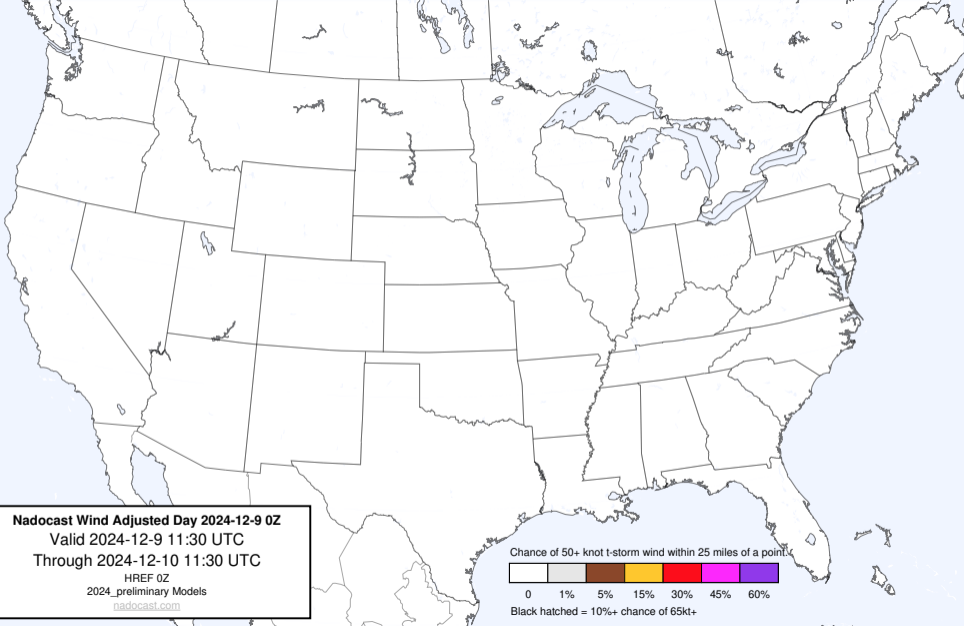 Nadocast Wind Adjusted Day 2024-12-9 0Z
Valid 2024-12-9 11:30 UTC
Through 2024-12-10 11:30 UTC
HREF 0Z
2024_preliminary Models
nadocast.com
Chance of 50+ knot t-storm wind within 25 miles of a point.
0 1% 5% 15% 30% 45% 60%
Black hatched = 10%+ chance of 65kt+